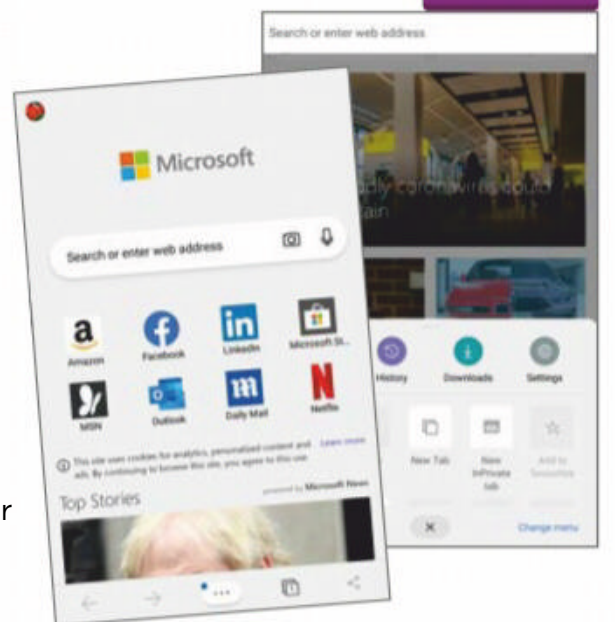 Search or enter web address
coronavirus could
Microsoft
Search or enter web address
Amazon
Facebook
LinkedIn
Microsoft St...
MSN
Outlook
Daily Mail
Netflix
This site uses cookies for analytics, personalized content and Learn more
ads. By continuing to browse this site, you agree to this use.
Top Stories
powered by Microsoft News
History
Downloads
Settings
New Tab
New
InPrivate
tab
Add to
favourites
Change menu
r